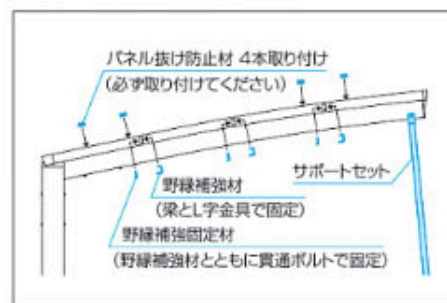 パネル抜け防止材 4本取り付け
(必ず取り付けてください)
サポートセット
野縁補強材
(梁とL字金具で固定)
野縁補強固定材
(野縁補強材とともに貫通ボルトで固定)